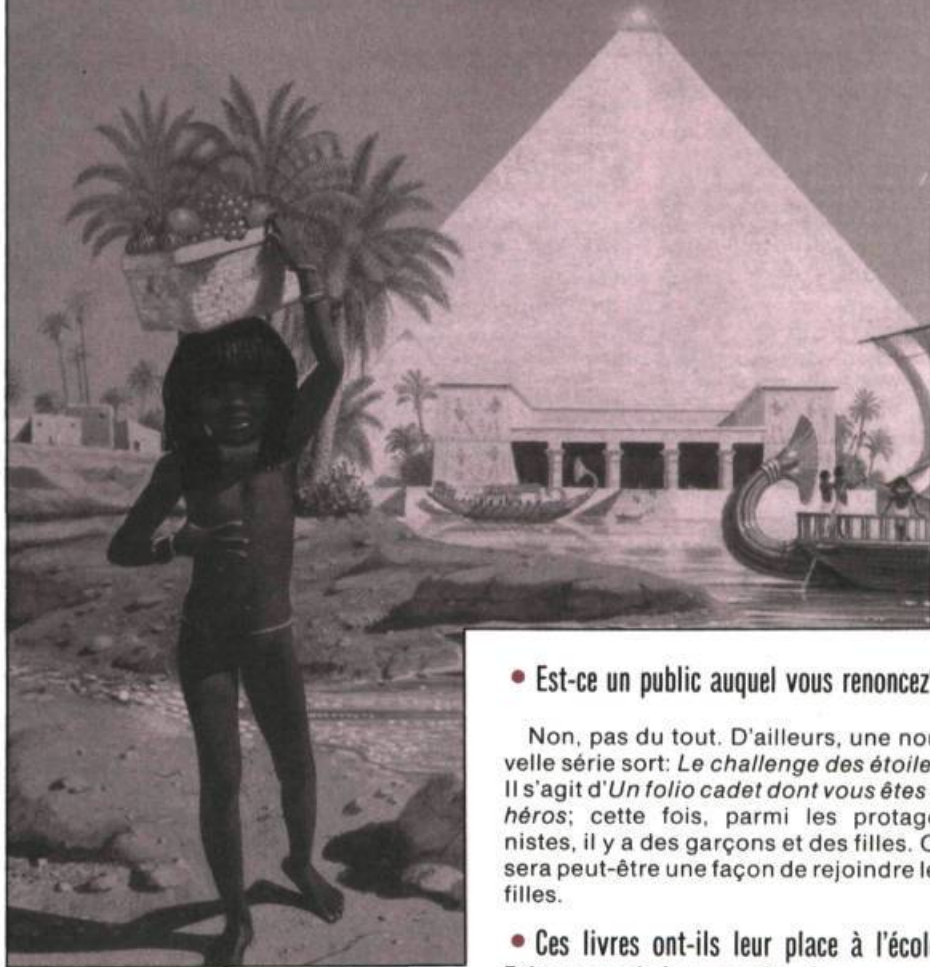 • Est-ce un public auquel vous renoncez
Non, pas du tout. D'ailleurs, une nou
velle série sort: Le challenge des étoile
Il s'agit d'Un folio cadet dont vous êtes
héros; cette fois, parmi les protago
nistes, il y a des garçons et des filles. C
sera peut-être une façon de rejoindre le
filles.
• Ces livres ont-ils leur place à l'écol